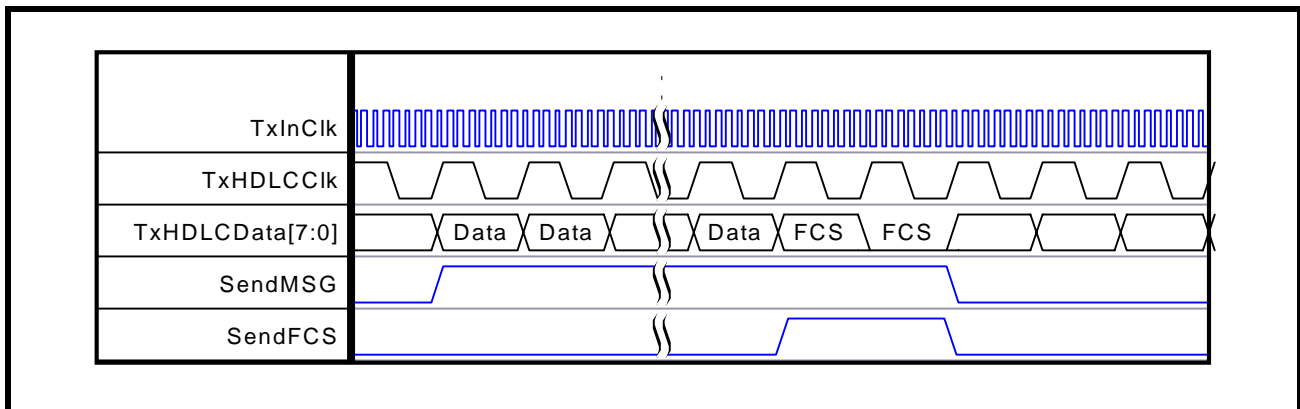 TxInClk
TxHDLCClk
TxHDLCData[7:0] Data Data Data FCS FCS
SendMSG
SendFCS